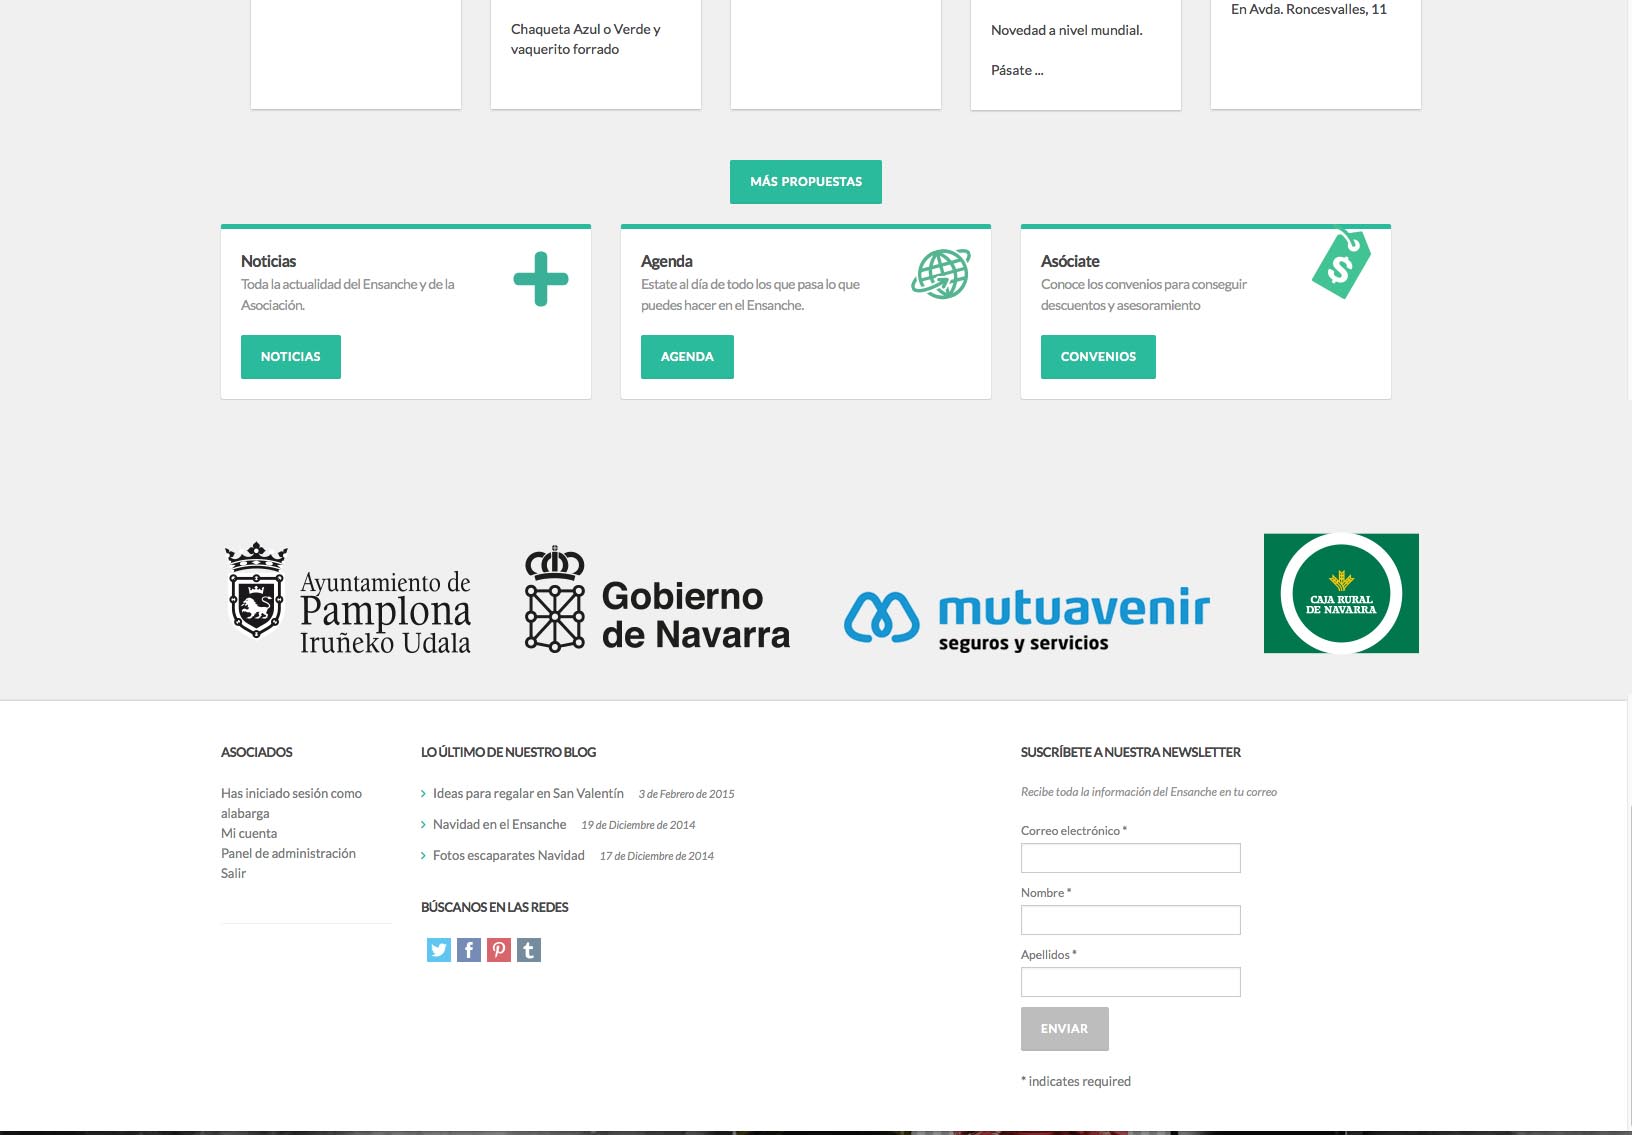 Chaqueta Azul o Verde y
vaquerito forrado
Novedad a nivel mundial.
Pásate ...
En Avda. Roncesvalles, 11
MÁS PROPUESTAS
Noticias
Toda la actualidad del Ensanche y de la
Asociación.
NOTICIAS
Agenda
Estate al día de todo los que pasa lo que
puedes hacer en el Ensanche.
AGENDA
Asóciate
Conoce los convenios para conseguir
descuentos y asesoramiento
CONVENIOS
Ayuntamiento de
Pamplona
Iruñeko Udala
Gobierno
de Navarra
mutuavenir
seguros y servicios
CAJA RURAL
DE NAVARRA
ASOCIADOS
Has iniciado sesión como
alabarga
Mi cuenta
Panel de administración
Salir
LO ÚLTIMO DE NUESTRO BLOG
Ideas para regalar en San Valentín 3 de Febrero de 2015
Navidad en el Ensanche 19 de Diciembre de 2014
Fotos escaparates Navidad 17 de Diciembre de 2014
BÚSCANOS EN LAS REDES
SUSCRÍBETE A NUESTRA NEWSLETTER
Recibe toda la información del Ensanche en tu correo
Correo electrónico *
Nombre *
Apellidos *
ENVIAR
* indicates required